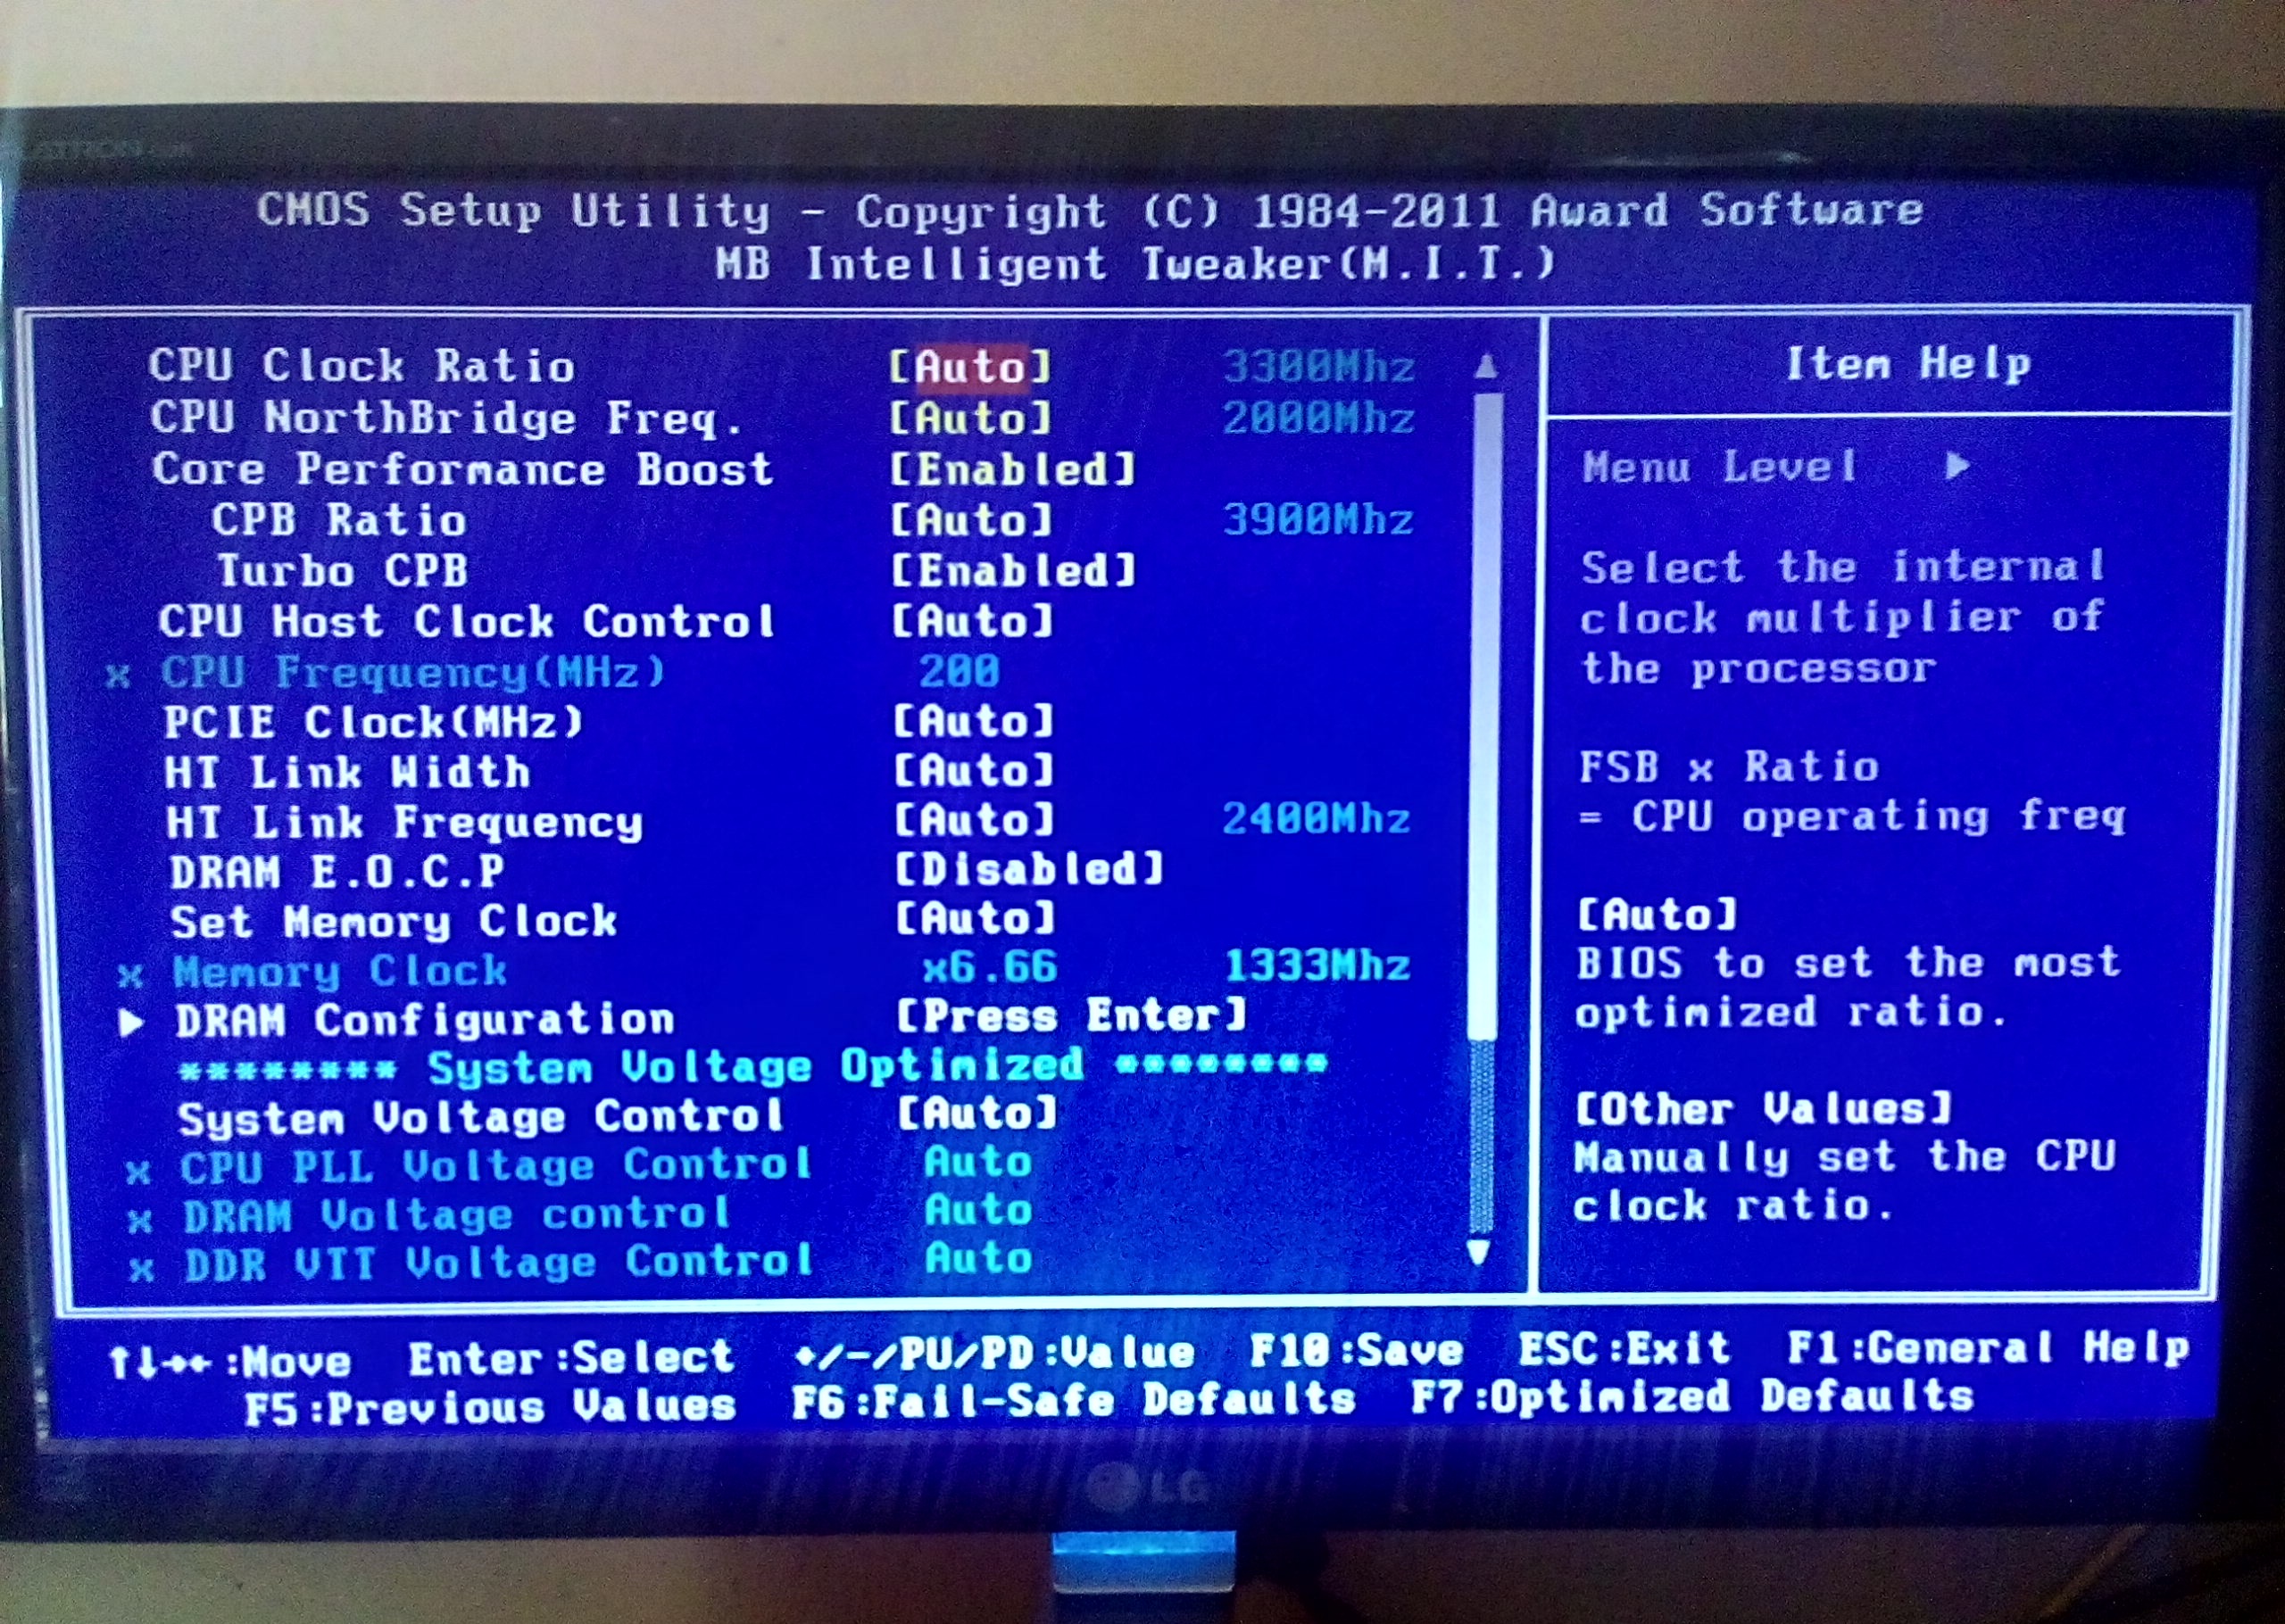 CMOS Setup Utility - Copyright (C) 1984-2011 Award Software
MB Intelligent Tweaker(M.I.T.)
CPU Clock Ratio [Auto] 3300Mhz
CPU NorthBridge Freq. [Auto] 2000Mhz
Core Performance Boost [Enabled]
CPB Ratio [Auto] 3900Mhz
Turbo CPB [Enabled]
CPU Host Clock Control [Auto]
x CPU Frequency(MHz) 200
PCIE Clock(MHz) [Auto]
HT Link Width [Auto]
HT Link Frequency [Auto] 2400Mhz
DRAM E.O.C.P [Disabled]
Set Memory Clock [Auto]
x Memory Clock x6.66 1333Mhz
▶ DRAM Configuration [Press Enter]
******** System Voltage Optimized ********
System Voltage Control [Auto]
x CPU PLL Voltage Control Auto
x DRAM Voltage control Auto
x DDR VTT Voltage Control Auto
Item Help
Menu Level ▶
Select the internal
clock multiplier of
the processor
FSB x Ratio
= CPU operating freq
[Auto]
BIOS to set the most
optimized ratio.
[Other Values]
Manually set the CPU
clock ratio.
↑↓→←:Move Enter:Select +/-/PU/PD:Value F10:Save ESC:Exit F1:General Help
F5:Previous Values F6:Fail-Safe Defaults F7:Optimized Defaults
LG